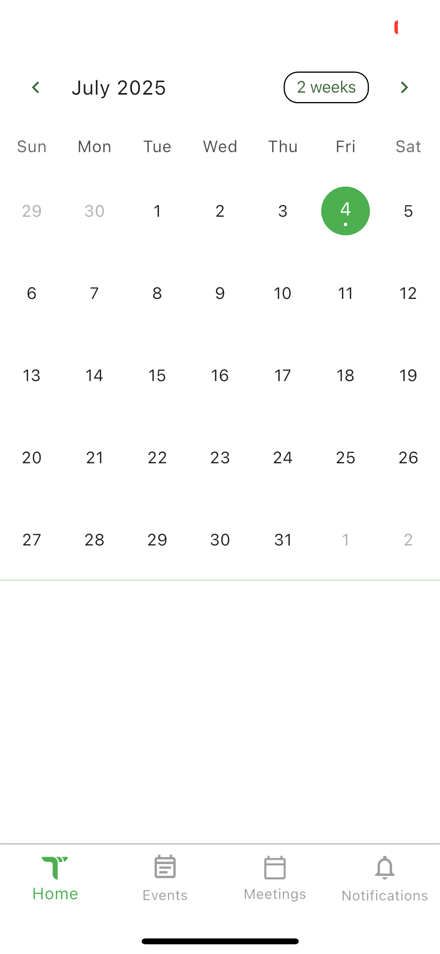 July 2025 2 weeks
Sun Mon Tue Wed Thu Fri Sat
29 30 1 2 3 4 5
6 7 8 9 10 11 12
13 14 15 16 17 18 19
20 21 22 23 24 25 26
27 28 29 30 31 1 2
Home Events Meetings Notifications